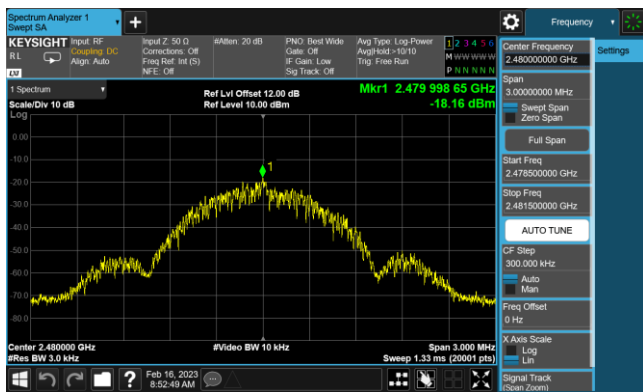 Spectrum Analyzer 1
Swept SA
Frequency
KEYSIGHT
Input: RF
Input Z: 50 Ω
#Atten: 20 dB
PNO: Best Wide
Avg Type: Log-Power
1 2 3 4 5 6
RL
Coupling: DC
Corrections: Off
Gate: Off
Avg|Hold:>10/10
M W W W W W
Align: Auto
Freq Ref: Int (S)
IF Gain: Low
Trig: Free Run
NFE: Off
Sig Track: Off
P N N N N N
LXI
1 Spectrum
Scale/Div 10 dB
Log
Ref Lvl Offset 12.00 dB
Ref Level 10.00 dBm
Mkr1 2.479 998 65 GHz
-18.16 dBm
0.00
-10.0
-20.0
-30.0
-40.0
-50.0
-60.0
-70.0
-80.0
1
Center 2.480000 GHz
#Res BW 3.0 kHz
#Video BW 10 kHz
Span 3.000 MHz
Sweep 1.33 ms (20001 pts)
Feb 16, 2023
8:52:49 AM
?
Center Frequency
2.480000000 GHz
Settings
Span
3.00000000 MHz
Swept Span
Zero Span
Full Span
Start Freq
2.478500000 GHz
Stop Freq
2.481500000 GHz
AUTO TUNE
CF Step
300.000 kHz
Auto
Man
Freq Offset
0 Hz
X Axis Scale
Log
Lin
Signal Track
(Span Zoom)